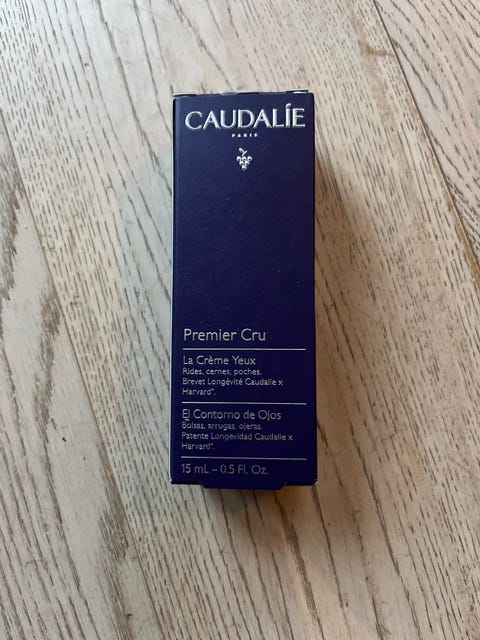 CAUDALÍE
PARIS
Premier Cru
La Crème Yeux
Rides, cernes, poches.
Brevet Longévité Caudalie x
Harvard*.
El Contorno de Ojos
Bolsas, arrugas, ojeras.
Patente Longevidad Caudalie x
Harvard*.
15 mL – 0.5 Fl. Oz.